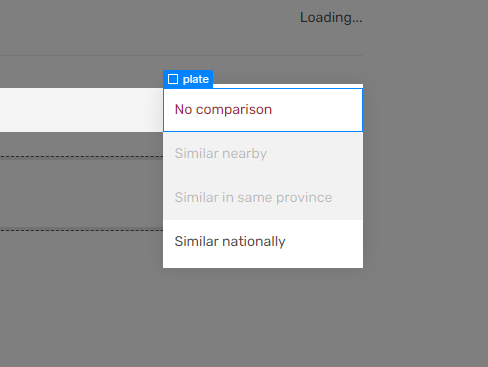 Loading...
plate
No comparison
Similar nearby
Similar in same province
Similar nationally